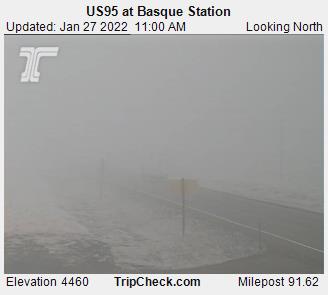 US95 at Basque Station
Updated: Jan 27 2022 11:00 AM Looking North
Elevation 4460 TripCheck.com Milepost 91.62